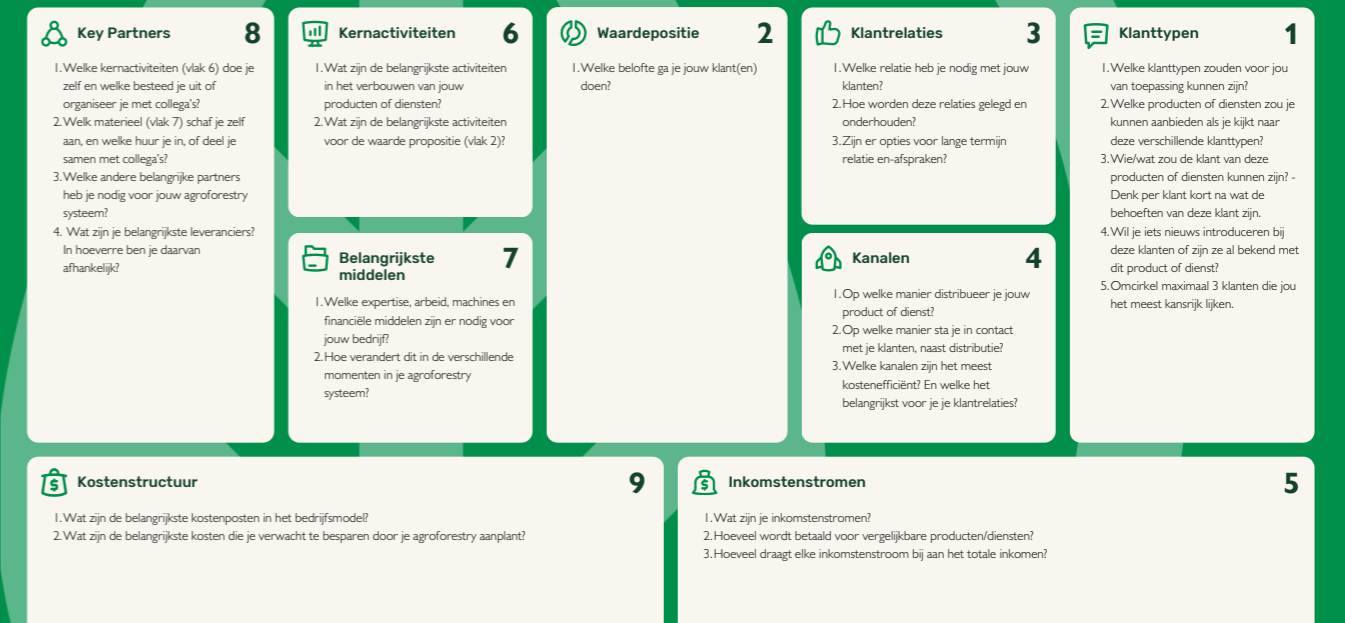 Key Partners 8
1. Welke kernactiviteiten (vlak 6) doe je
zelf en welke besteed je uit of
organiseer je met collega's?
2. Welk materieel (vlak 7) schaf je zelf
aan, en welke huur je in, of deel je
samen met collega's?
3. Welke andere belangrijke partners
heb je nodig voor jouw agroforestry
systeem?
4. Wat zijn je belangrijkste leveranciers?
In hoeverre ben je daarvan
afhankelijk?
Kernactiviteiten 6
1. Wat zijn de belangrijkste activiteiten
in het verbouwen van jouw
producten of diensten?
2. Wat zijn de belangrijkste activiteiten
voor de waarde propositie (vlak 2)?
Belangrijkste 7
middelen
1. Welke expertise, arbeid, machines en
financiële middelen zijn er nodig voor
jouw bedrijf?
2. Hoe verandert dit in de verschillende
momenten in je agroforestry
systeem?
Waardepositie 2
1. Welke belofte ga je jouw klant(en)
doen?
Klantrelaties 3
1. Welke relatie heb je nodig met jouw
klanten?
2. Hoe worden deze relaties gelegd en
onderhouden?
3. Zijn er opties voor lange termijn
relatie en-afspraken?
Kanalen 4
1. Op welke manier distribueer je jouw
product of dienst?
2. Op welke manier sta je in contact
met je klanten, naast distributie?
3. Welke kanalen zijn het meest
kostenefficiënt? En welke het
belangrijkst voor je je klantrelaties?
Klanttypen 1
1. Welke klanttypen zouden voor jou
van toepassing kunnen zijn?
2. Welke producten of diensten zou je
kunnen aanbieden als je kijkt naar
deze verschillende klanttypen?
3. Wie/wat zou de klant van deze
producten of diensten kunnen zijn? -
Denk per klant kort na wat de
behoeften van deze klant zijn.
4. Wil je iets nieuws introduceren bij
deze klanten of zijn ze al bekend met
dit product of dienst?
5. Omcirkel maximaal 3 klanten die jou
het meest kansrijk lijken.
Kostenstructuur 9
1. Wat zijn de belangrijkste kostenposten in het bedrijfsmodel?
2. Wat zijn de belangrijkste kosten die je verwacht te besparen door je agroforestry aanplant?
Inkomstenstromen 5
1. Wat zijn je inkomstenstromen?
2. Hoeveel wordt betaald voor vergelijkbare producten/diensten?
3. Hoeveel draagt elke inkomstenstroom bij aan het totale inkomen?